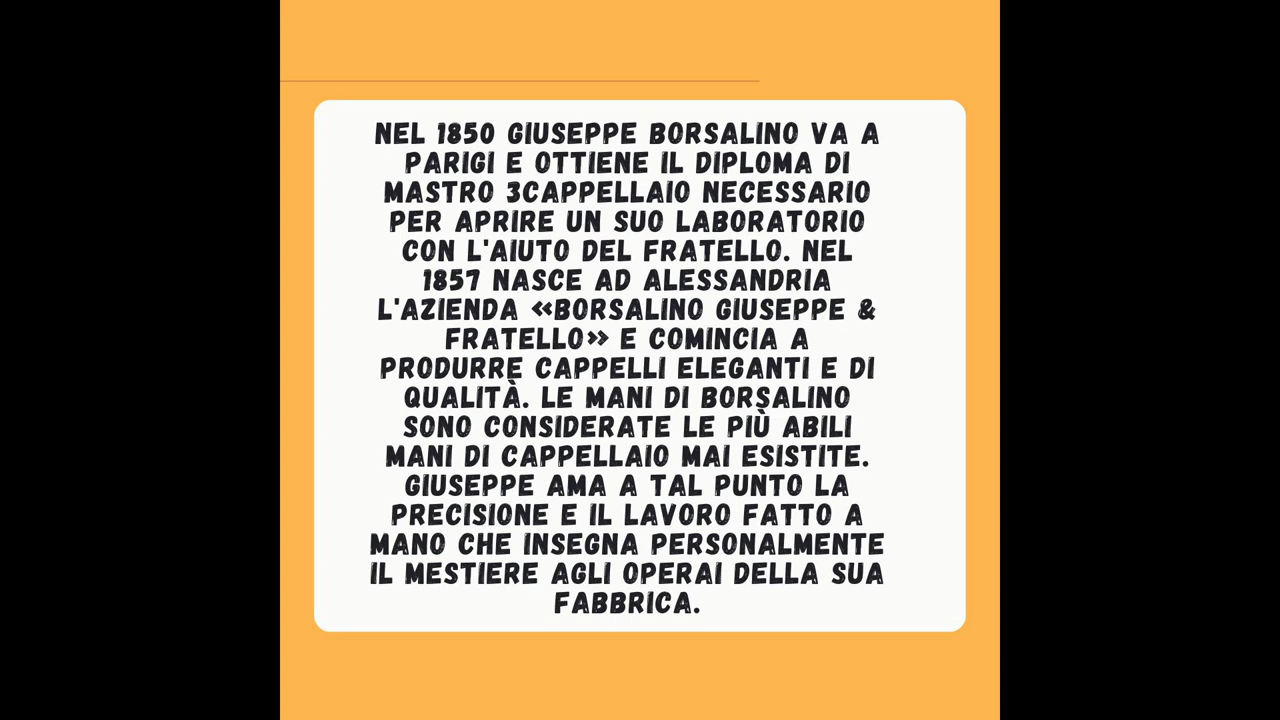 NEL 1850 GIUSEPPE BORSALINO VA A
PARIGI E OTTIENE IL DIPLOMA DI
MASTRO 3CAPPELLAIO NECESSARIO
PER APRIRE UN SUO LABORATORIO
CON L'AIUTO DEL FRATELLO. NEL
1857 NASCE AD ALESSANDRIA
L'AZIENDA «BORSALINO GIUSEPPE &
FRATELLO» E COMINCIA A
PRODURRE CAPPELLI ELEGANTI E DI
QUALITÀ. LE MANI DI BORSALINO
SONO CONSIDERATE LE PIÙ ABILI
MANI DI CAPPELLAIO MAI ESISTITE.
GIUSEPPE AMA A TAL PUNTO LA
PRECISIONE E IL LAVORO FATTO A
MANO CHE INSEGNA PERSONALMENTE
IL MESTIERE AGLI OPERAI DELLA SUA
FABBRICA.